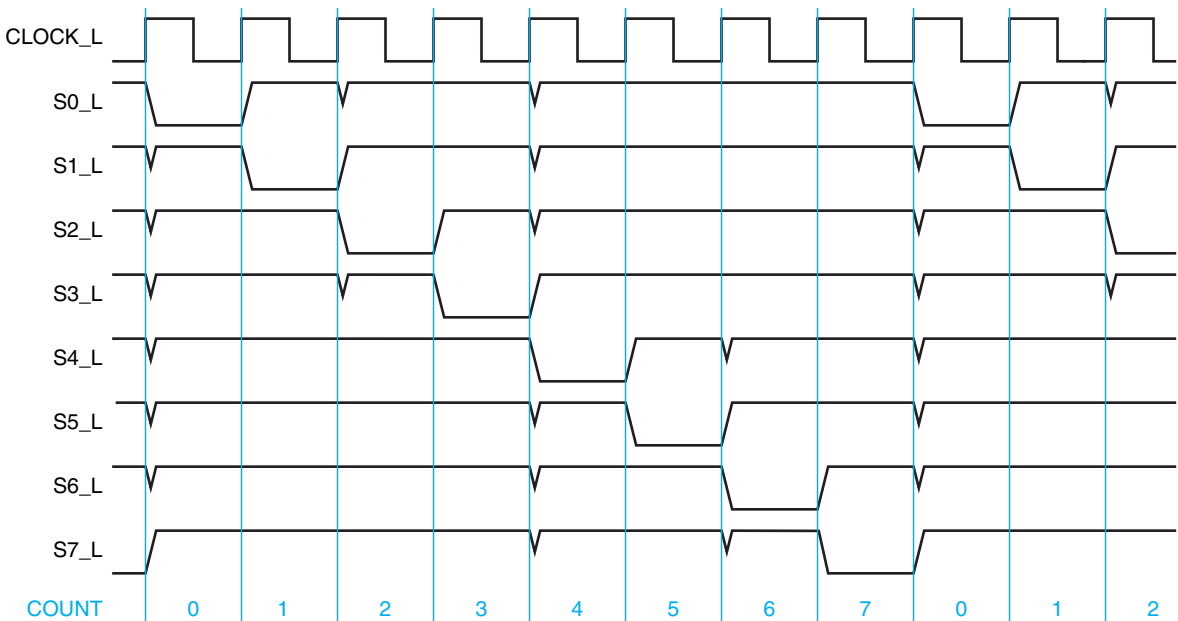 CLOCK_L
S0_L
S1_L
S2_L
S3_L
S4_L
S5_L
S6_L
S7_L
COUNT 0 1 2 3 4 5 6 7 0 1 2